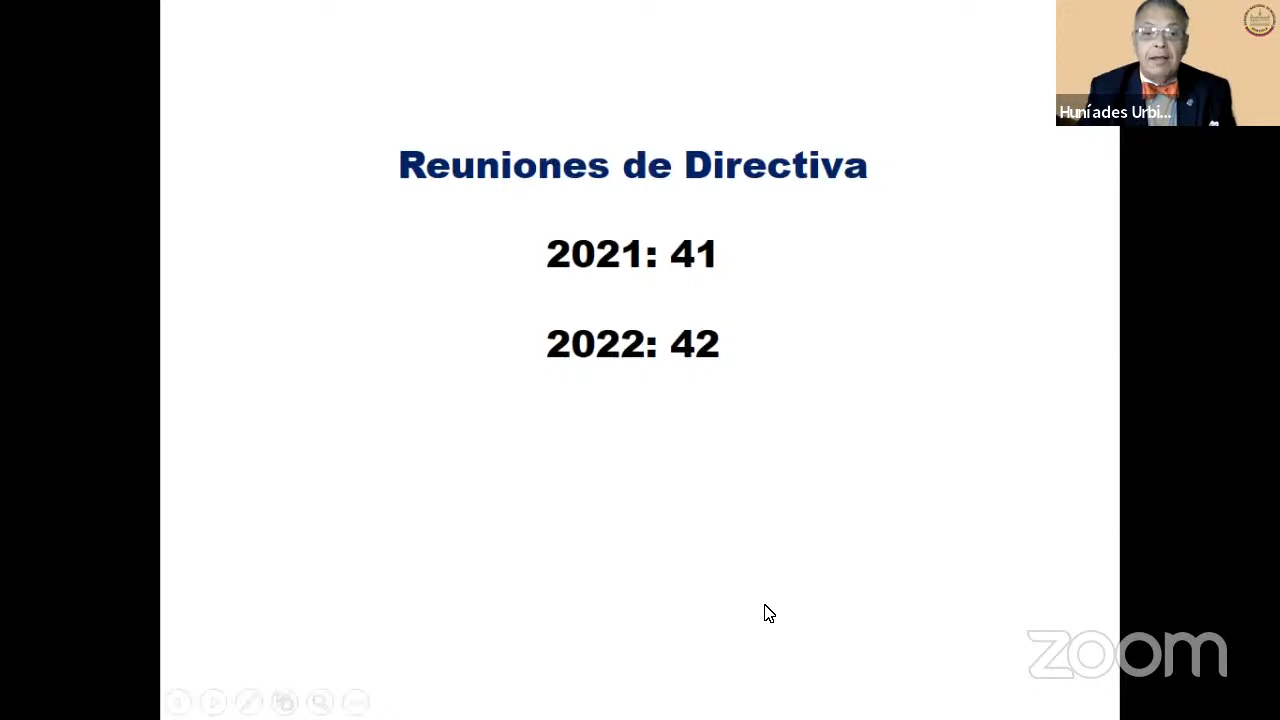 Huníades Urbi...
Reuniones de Directiva
2021: 41
2022: 42
zoom